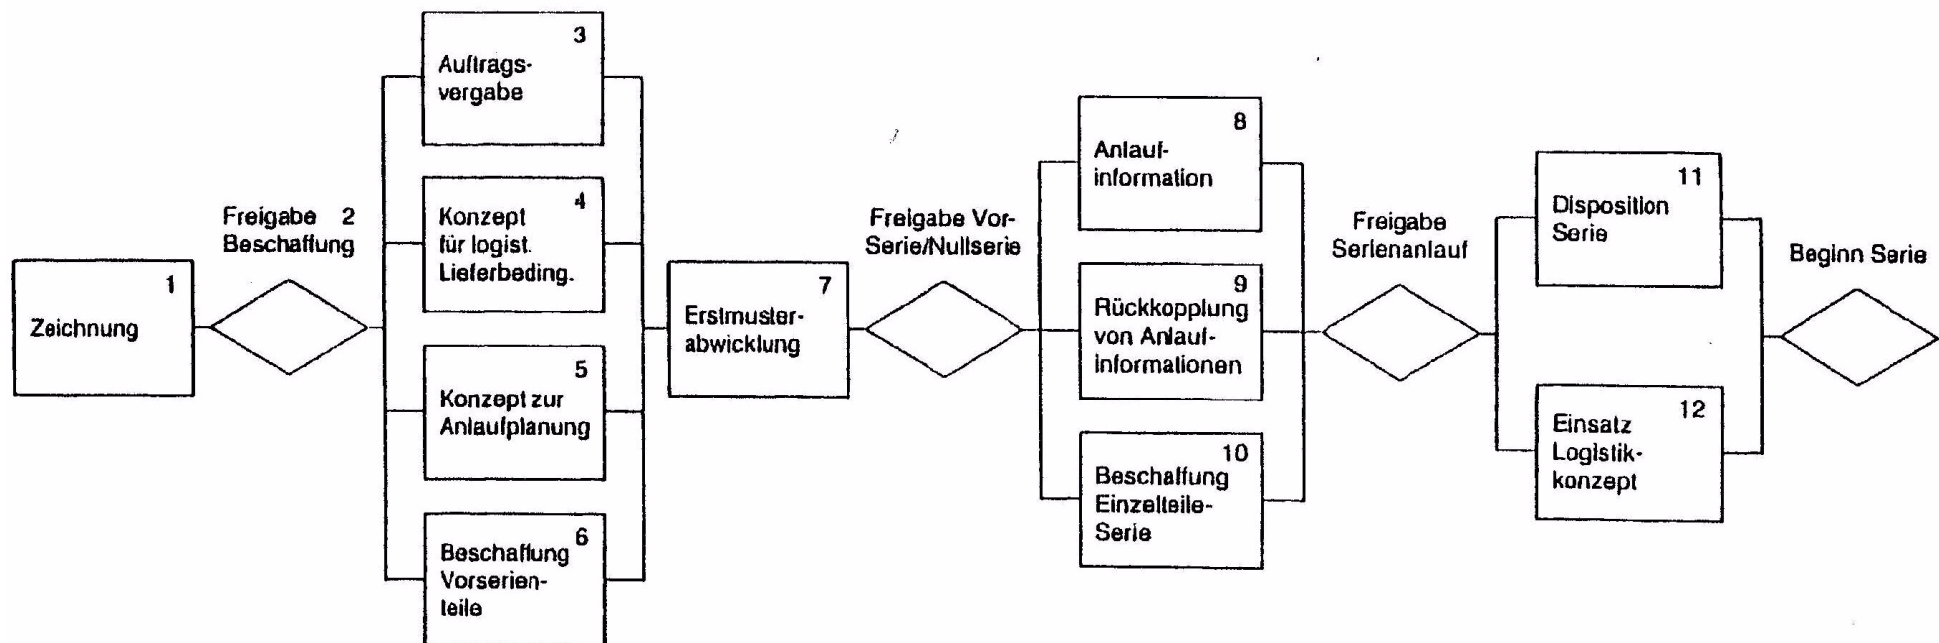 1
Zeichnung
Freigabe 2
Beschaffung
3
Auftrags-
vergabe
4
Konzept
für logist.
Lieferbeding.
5
Konzept zur
Anlaufplanung
6
Beschaffung
Vorserien-
teile
7
Erstmuster-
abwicklung
Freigabe Vor-
Serie/Nullserie
8
Anlauf-
information
9
Rückkopplung
von Anlauf-
informationen
10
Beschaffung
Einzelteile-
Serie
Freigabe
Serienanlauf
11
Disposition
Serie
12
Einsatz
Logistik-
konzept
Beginn Serie